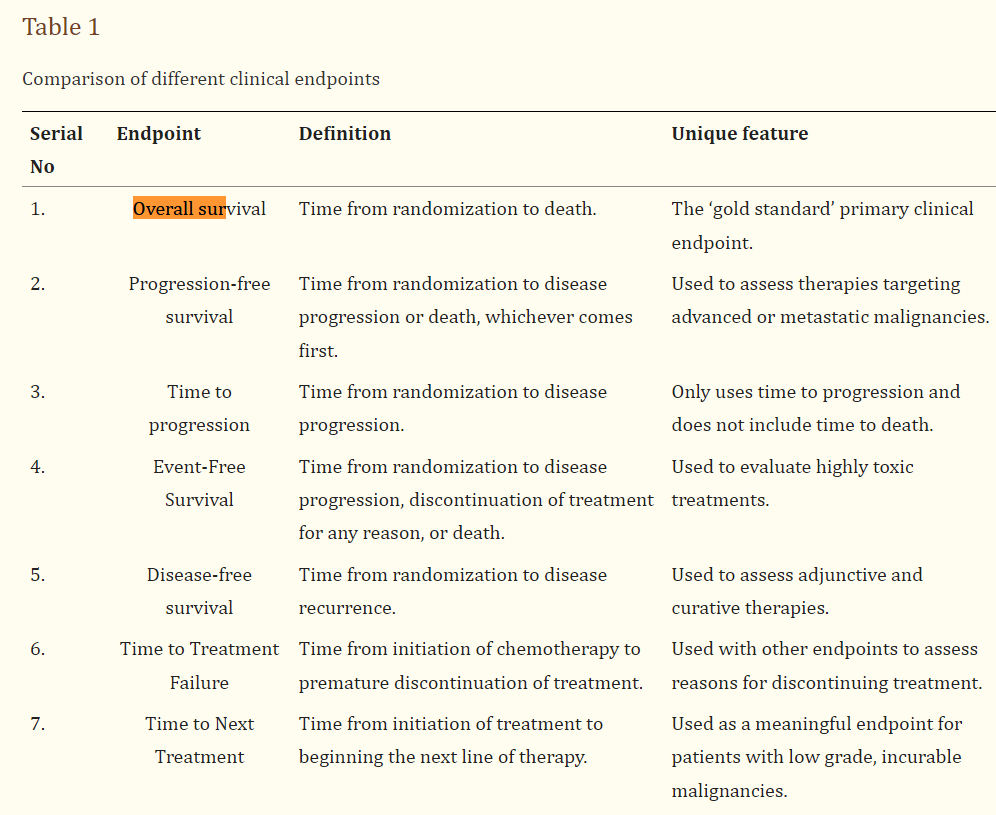 Table 1
Comparison of different clinical endpoints
Serial No Endpoint Definition Unique feature
1. Overall survival Time from randomization to death. The ‘gold standard’ primary clinical endpoint.
2. Progression-free survival Time from randomization to disease progression or death, whichever comes first. Used to assess therapies targeting advanced or metastatic malignancies.
3. Time to progression Time from randomization to disease progression. Only uses time to progression and does not include time to death.
4. Event-Free Survival Time from randomization to disease progression, discontinuation of treatment for any reason, or death. Used to evaluate highly toxic treatments.
5. Disease-free survival Time from randomization to disease recurrence. Used to assess adjunctive and curative therapies.
6. Time to Treatment Failure Time from initiation of chemotherapy to premature discontinuation of treatment. Used with other endpoints to assess reasons for discontinuing treatment.
7. Time to Next Treatment Time from initiation of treatment to beginning the next line of therapy. Used as a meaningful endpoint for patients with low grade, incurable malignancies.